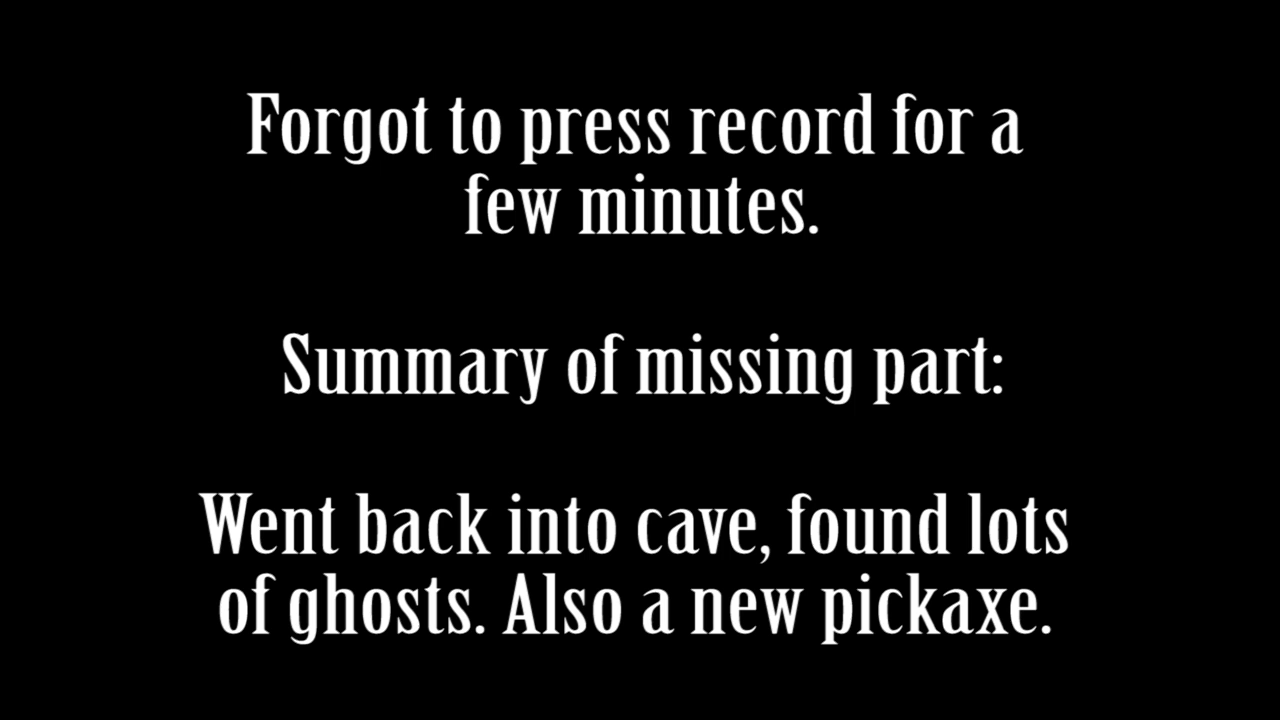 Forgot to press record for a
few minutes.
Summary of missing part:
Went back into cave, found lots
of ghosts. Also a new pickaxe.